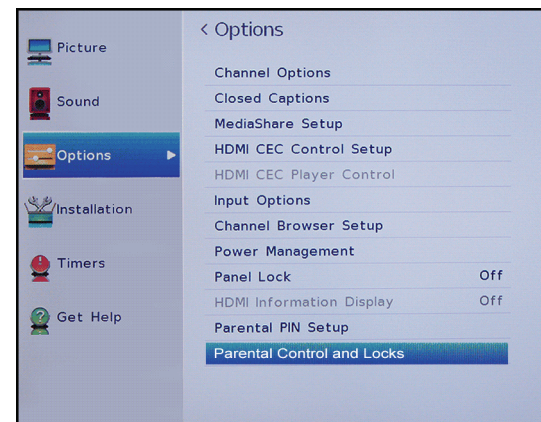 < Options
Picture
Sound
Options
Installation
Timers
Get Help
Channel Options
Closed Captions
MediaShare Setup
HDMI CEC Control Setup
HDMI CEC Player Control
Input Options
Channel Browser Setup
Power Management
Panel Lock Off
HDMI Information Display Off
Parental PIN Setup
Parental Control and Locks